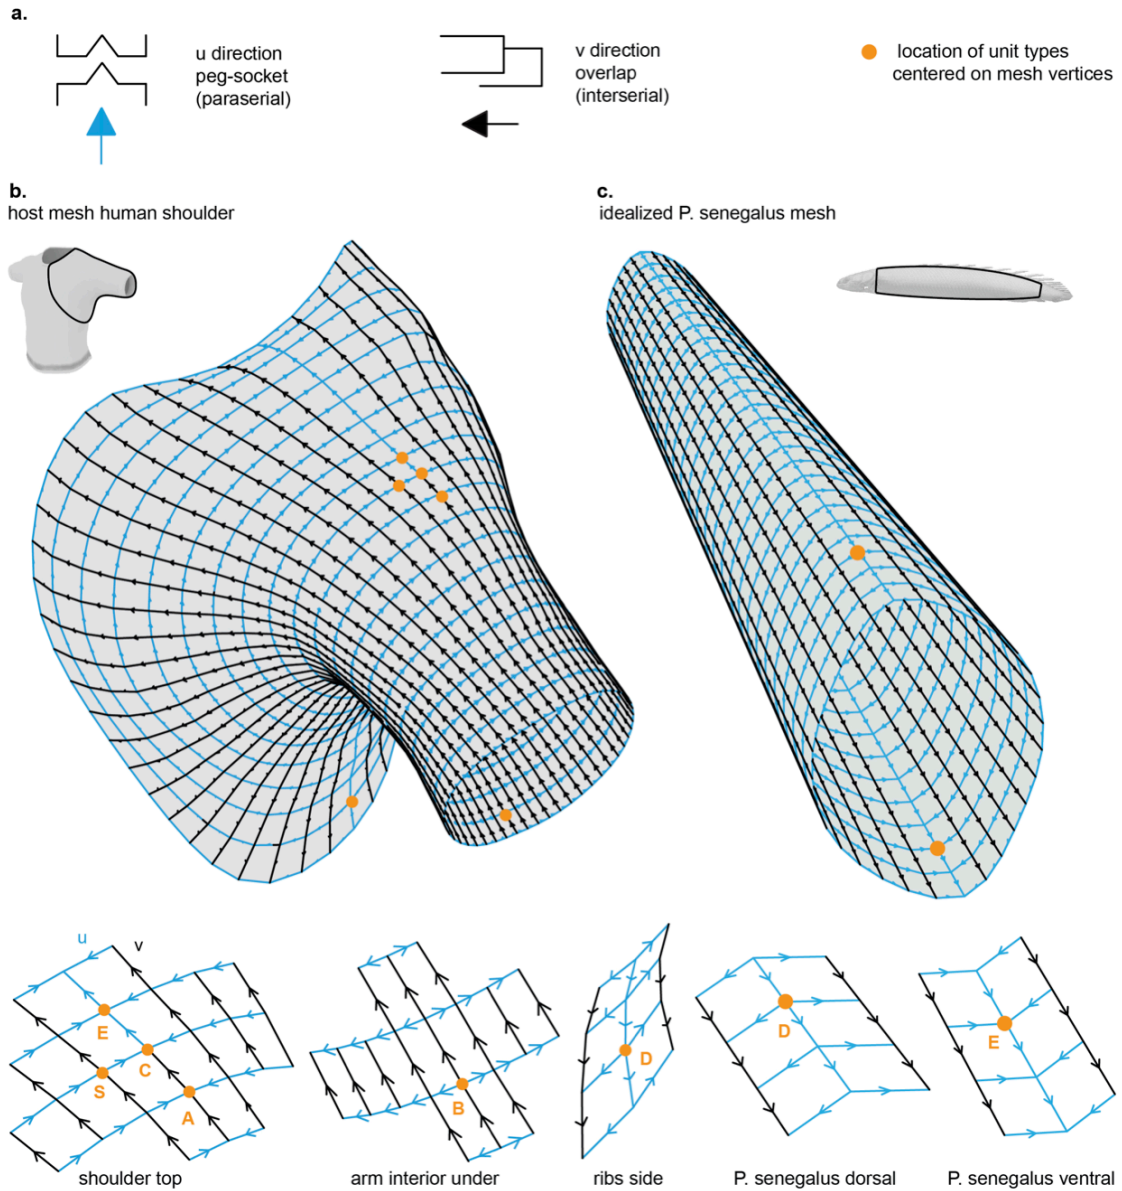 a.
u direction
peg-socket
(paraserial)
v direction
overlap
(interserial)
location of unit types
centered on mesh vertices
b.
host mesh human shoulder
c.
idealized P. senegalus mesh
u
v
E
C
S
A
shoulder top
B
arm interior under
D
ribs side
D
P. senegalus dorsal
E
P. senegalus ventral